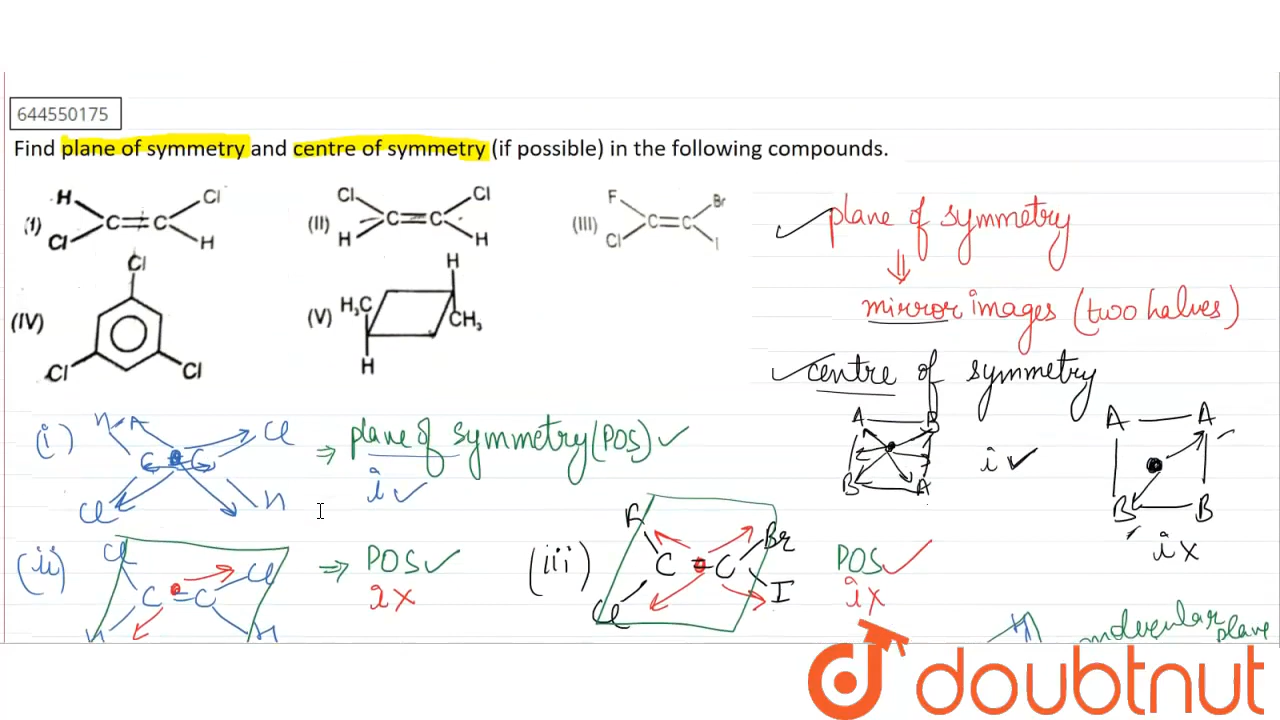 644550175
Find plane of symmetry and centre of symmetry (if possible) in the following compounds.
H Cl
(I) C=C
Cl H
Cl Cl
(II) C=C
H H
F Br
(III) C=C
Cl I
Cl
(IV)
Cl Cl
H
(V) H₃C
CH₃
H
plane of symmetry
⇓
mirror images (two halves)
centre of symmetry
A B
B A
i ✓
A A
B B
i x
(i) H Cl
C = C
Cl H
⇒ plane of symmetry (POS) ✓
i ✓
(ii) Cl Cl
C = C
H H
⇒ POS ✓
i x
(iii) F Br
C = C
Cl I
POS ✓
i x
H
molecular
plane
doubtnut